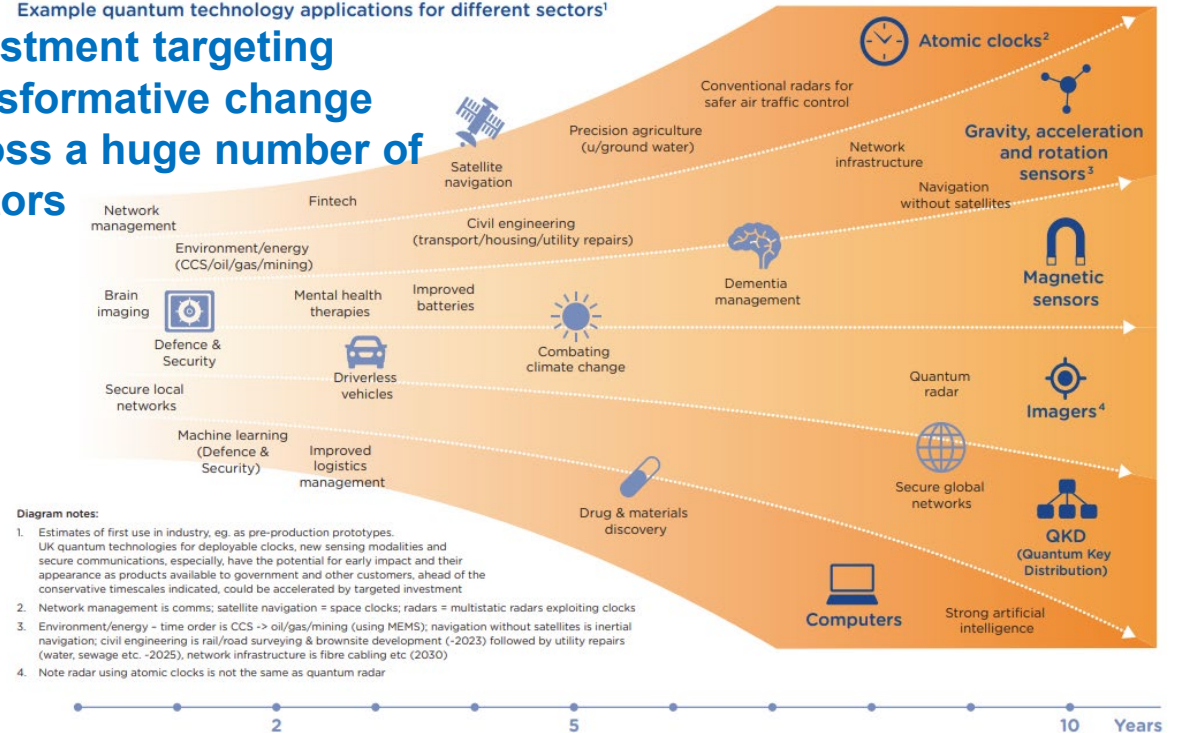 Example quantum technology applications for different sectors¹
stment targeting
sformative change
oss a huge number of
tors
Atomic clocks²
Conventional radars for
safer air traffic control
Precision agriculture
(u/ground water)
Gravity, acceleration
and rotation
sensors³
Network
infrastructure
Satellite
navigation
Navigation
without satellites
Fintech
Network
management
Civil engineering
(transport/housing/utility repairs)
Environment/energy
(CCS/oil/gas/mining)
Magnetic
sensors
Dementia
management
Brain
imaging
Mental health
therapies
Improved
batteries
Defence &
Security
Combating
climate change
Driverless
vehicles
Quantum
radar
Imagers⁴
Secure local
networks
Machine learning
(Defence &
Security)
Improved
logistics
management
Secure global
networks
Drug & materials
discovery
QKD
(Quantum Key
Distribution)
Computers
Strong artificial
intelligence
Diagram notes:
1. Estimates of first use in industry, eg. as pre-production prototypes.
UK quantum technologies for deployable clocks, new sensing modalities and
secure communications, especially, have the potential for early impact and their
appearance as products available to government and other customers, ahead of the
conservative timescales indicated, could be accelerated by targeted investment
2. Network management is comms; satellite navigation = space clocks; radars = multistatic radars exploiting clocks
3. Environment/energy – time order is CCS -> oil/gas/mining (using MEMS); navigation without satellites is inertial
navigation; civil engineering is rail/road surveying & brownsite development (-2023) followed by utility repairs
(water, sewage etc. -2025), network infrastructure is fibre cabling etc (2030)
4. Note radar using atomic clocks is not the same as quantum radar
2 5 10 Years